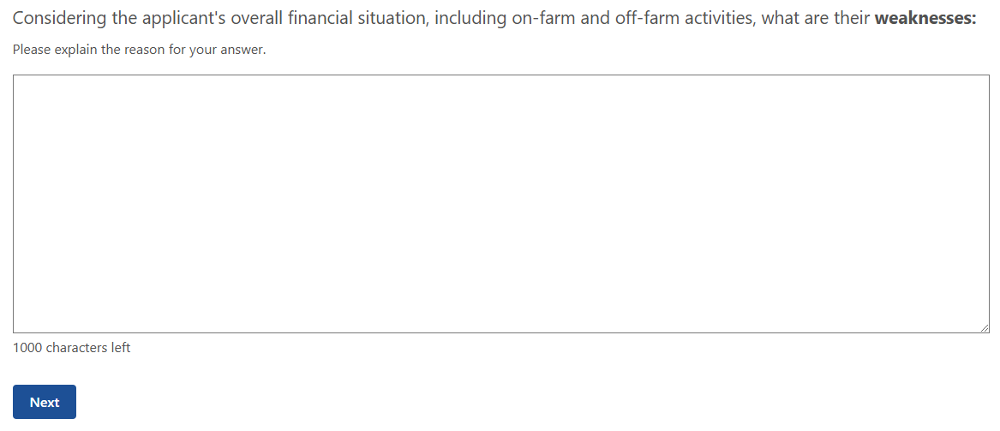 Considering the applicant's overall financial situation, including on-farm and off-farm activities, what are their weaknesses:
Please explain the reason for your answer.
1000 characters left
Next